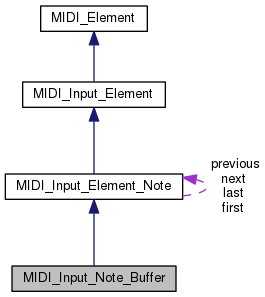 MIDI_Element
MIDI_Input_Element
MIDI_Input_Element_Note
previous
next
last
first
MIDI_Input_Note_Buffer